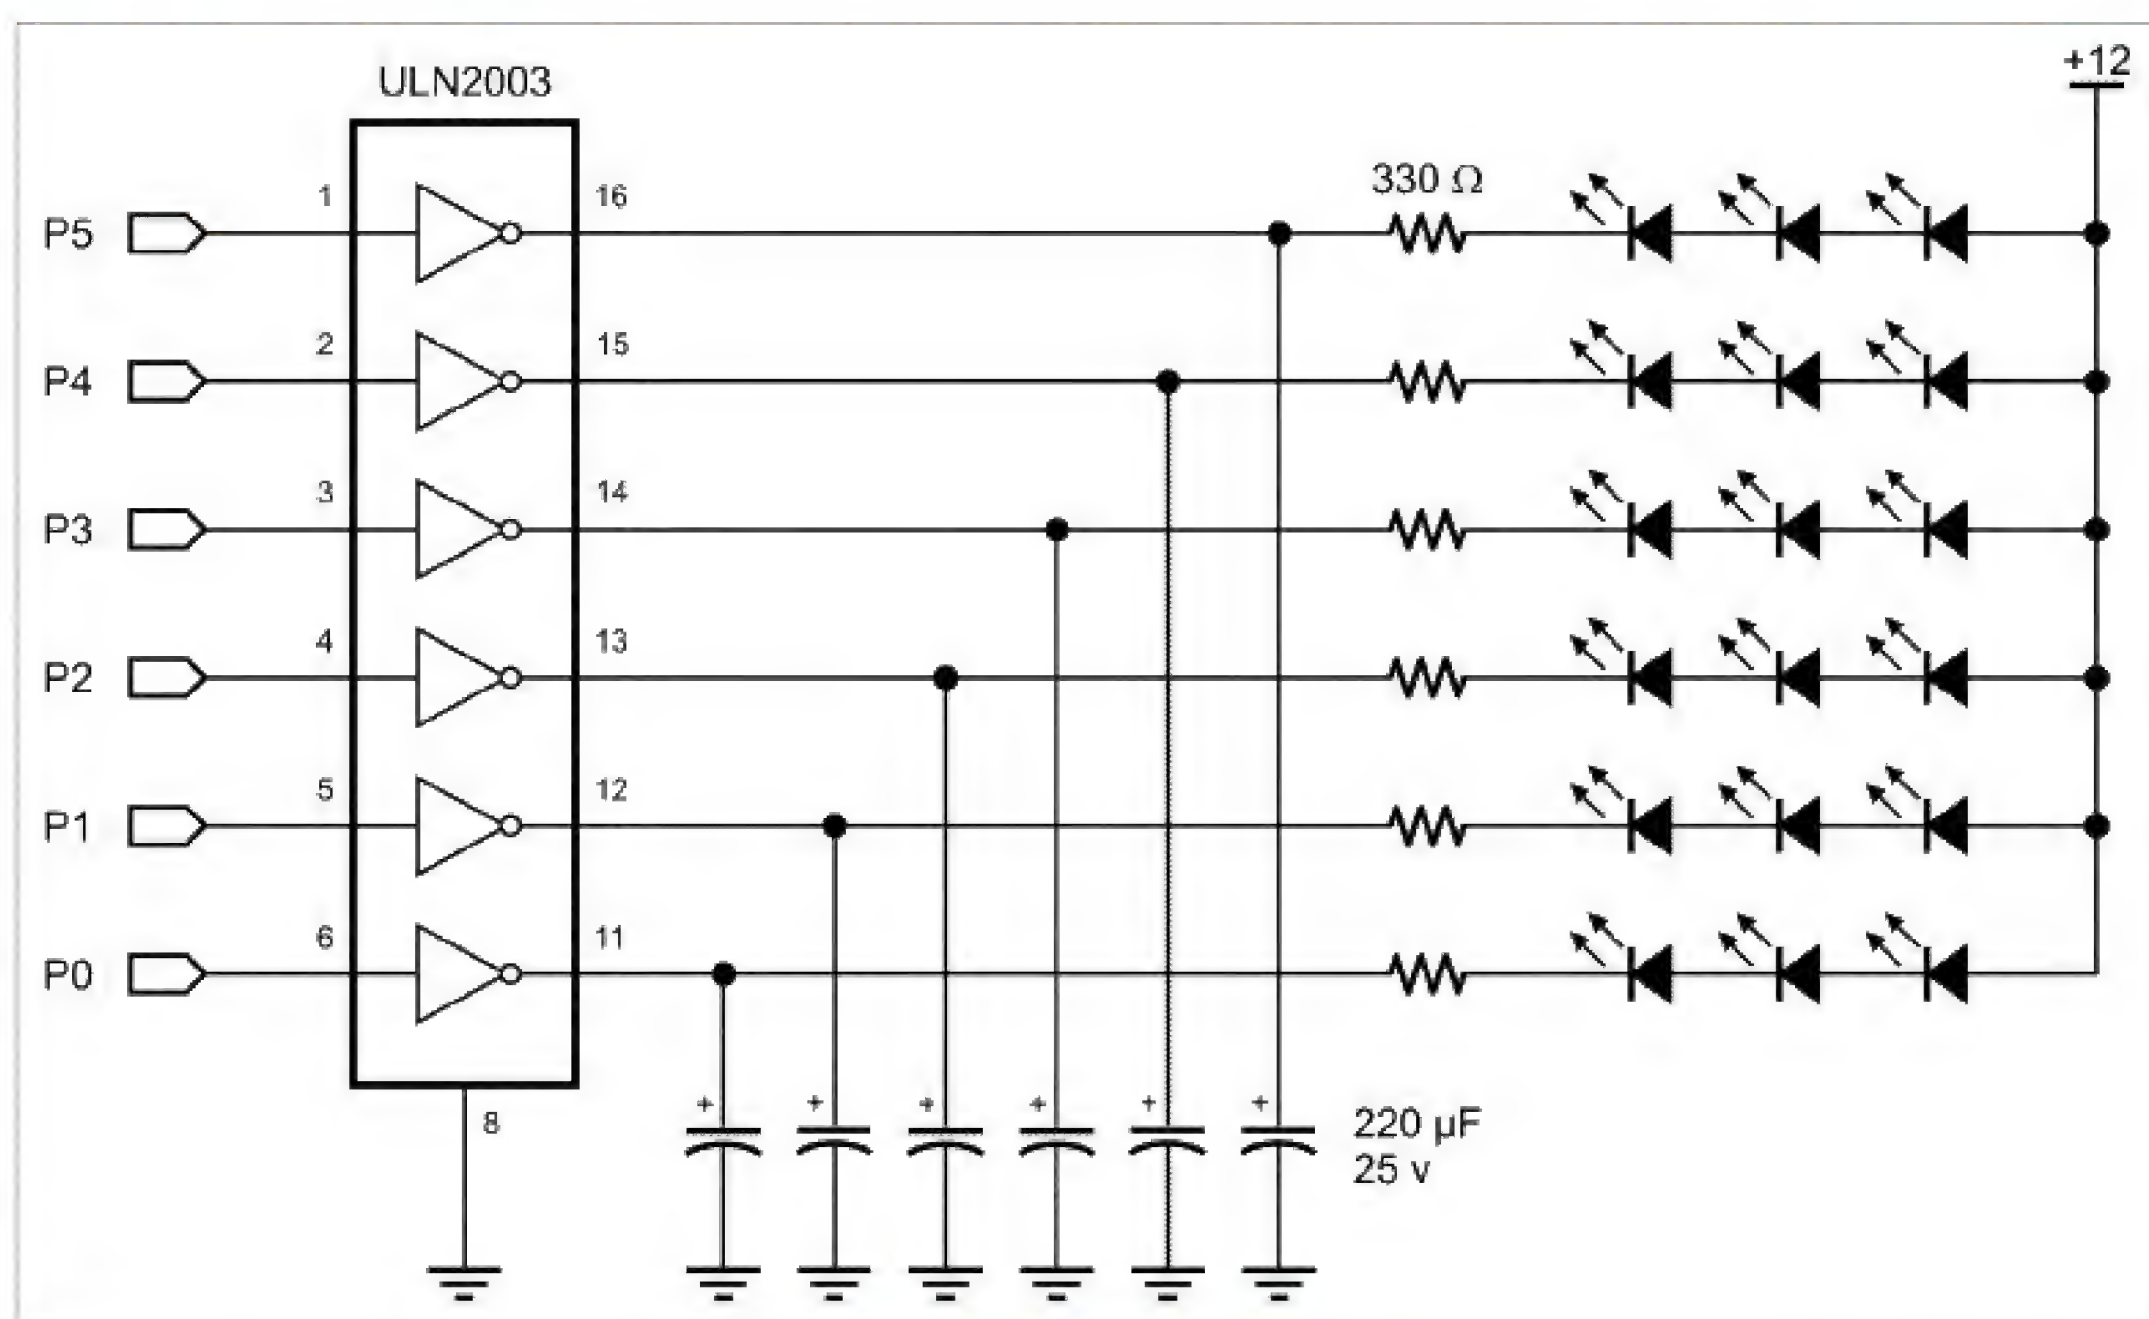 ULN2003
+12
330 Ω
P5
1
16
P4
2
15
P3
3
14
P2
4
13
P1
5
12
P0
6
11
8
+ + + + + +
220 µF
25 v